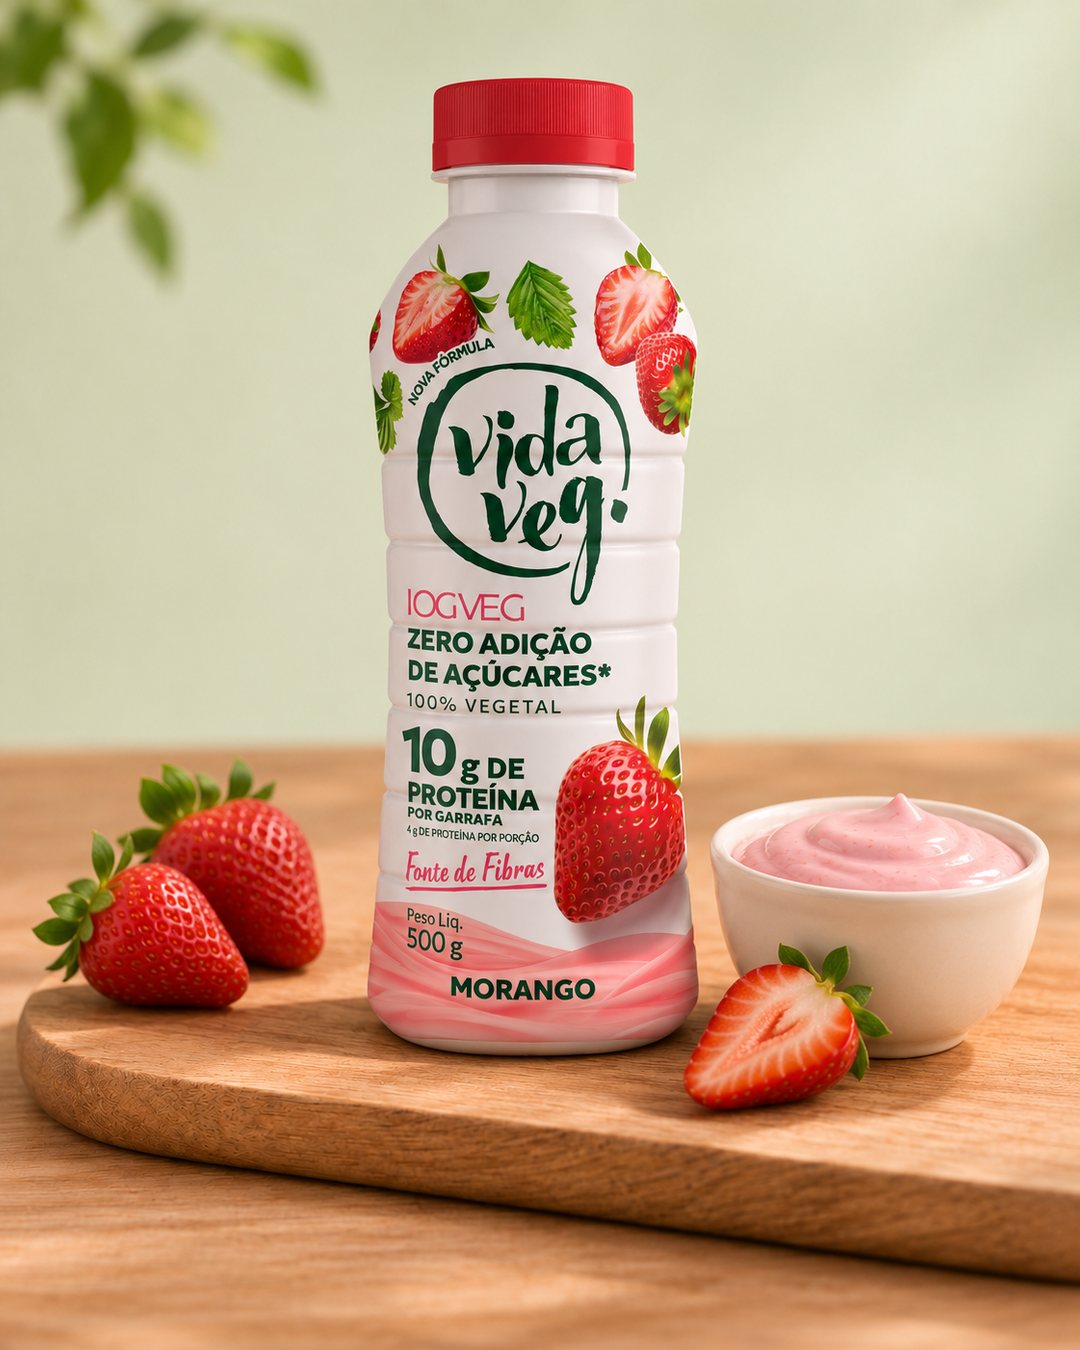 NOVA FÓRMULA
vida
veg.
IOGVEG
ZERO ADIÇÃO
DE AÇÚCARES*
100% VEGETAL
10 g DE
PROTEÍNA
POR GARRAFA
4 g DE PROTEÍNA POR PORÇÃO
Fonte de Fibras
Peso Liq.
500 g
MORANGO